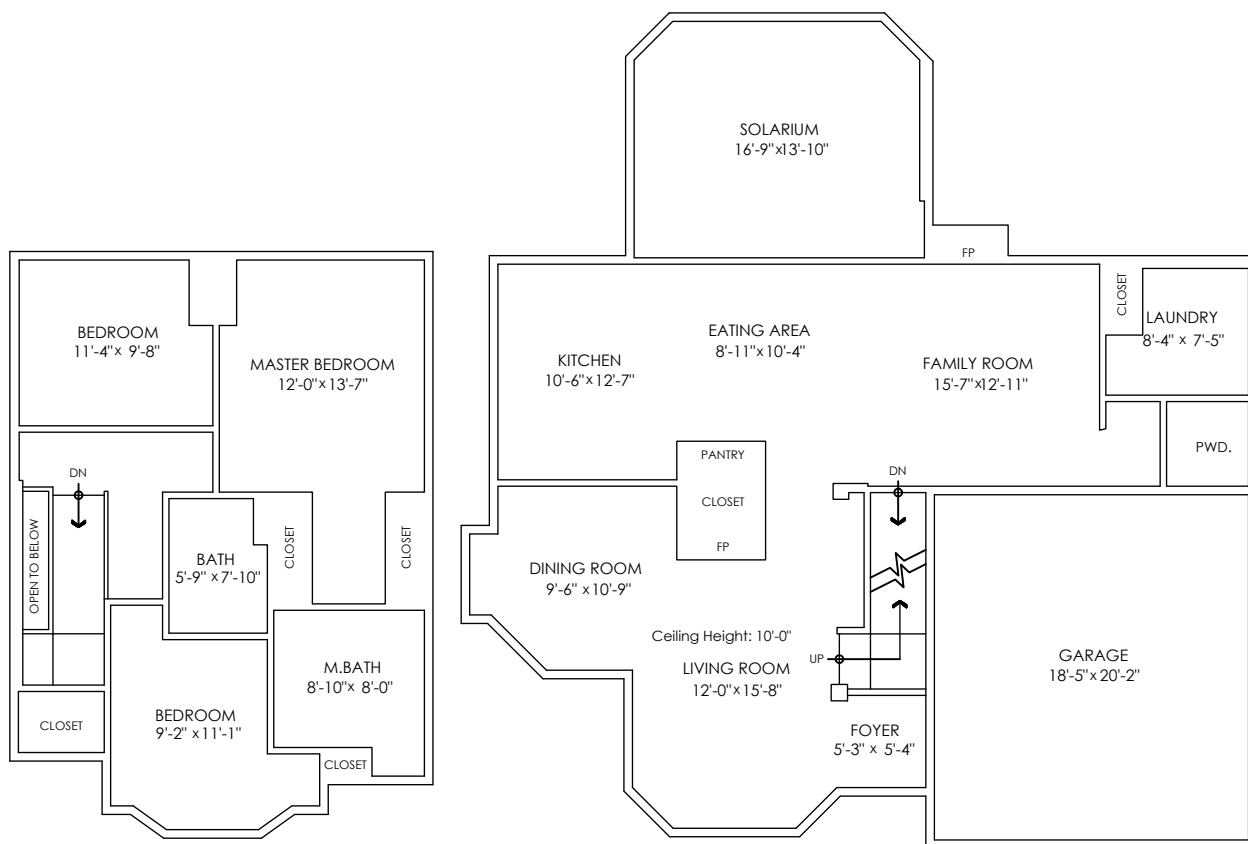 SOLARIUM
16'-9"x13'-10"
FP
CLOSET
LAUNDRY
8'-4" x 7'-5"
EATING AREA
8'-11"x10'-4"
KITCHEN
10'-6"x12'-7"
FAMILY ROOM
15'-7"x12'-11"
PWD.
PANTRY
CLOSET
FP
DN
DINING ROOM
9'-6" x 10'-9"
Ceiling Height: 10'-0"
UP
LIVING ROOM
12'-0"x15'-8"
GARAGE
18'-5"x 20'-2"
FOYER
5'-3" x 5'-4"
BEDROOM
11'-4"x 9'-8"
MASTER BEDROOM
12'-0"x13'-7"
DN
OPEN TO BELOW
BATH
5'-9" x7'-10"
CLOSET
CLOSET
M.BATH
8'-10"x 8'-0"
BEDROOM
9'-2" x11'-1"
CLOSET
CLOSET